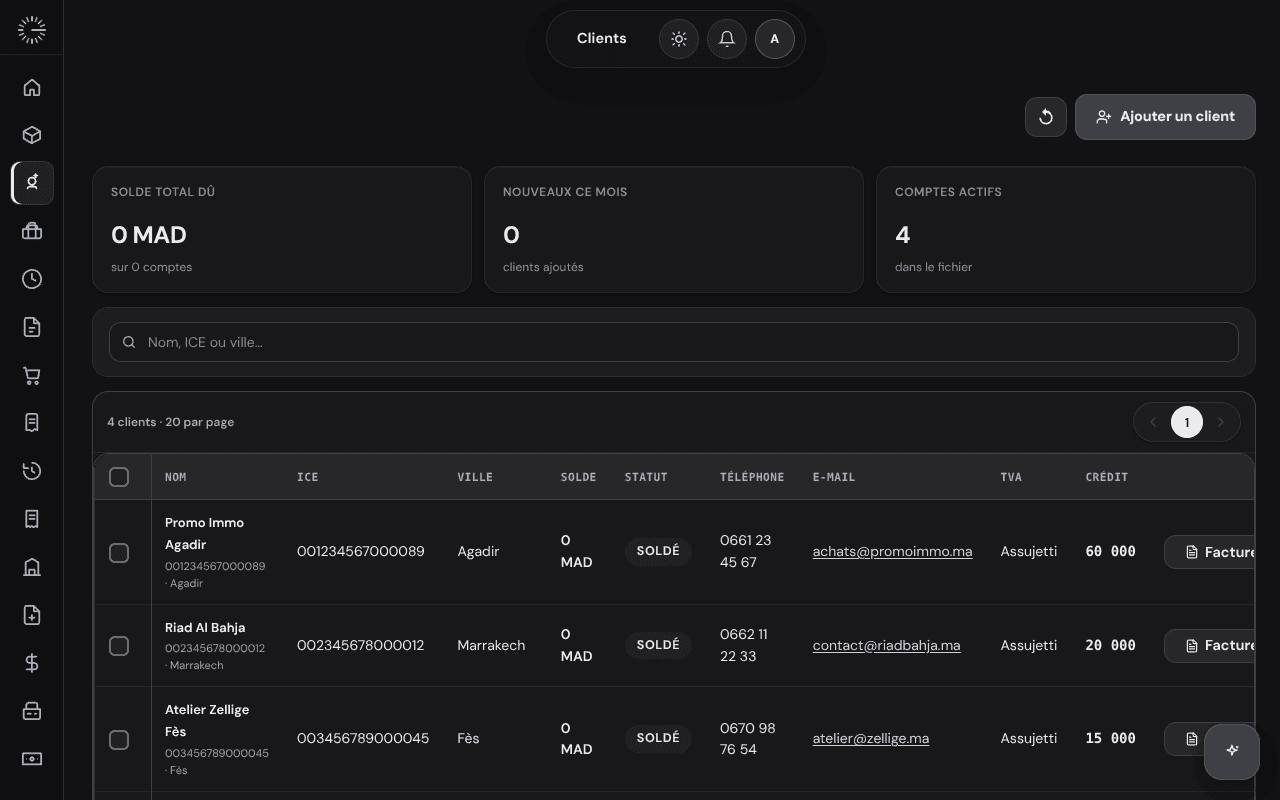 Clients
A
Ajouter un client
SOLDE TOTAL DÛ
0 MAD
sur 0 comptes
NOUVEAUX CE MOIS
0
clients ajoutés
COMPTES ACTIFS
4
dans le fichier
Nom, ICE ou ville...
4 clients · 20 par page
1
NOM ICE VILLE SOLDE STATUT TÉLÉPHONE E-MAIL TVA CRÉDIT
Promo Immo
Agadir
001234567000089
· Agadir
001234567000089
Agadir
0
MAD
SOLDÉ
0661 23
45 67
achats@promoimmo.ma
Assujetti
60 000
Facture
Riad Al Bahja
002345678000012
· Marrakech
002345678000012
Marrakech
0
MAD
SOLDÉ
0662 11
22 33
contact@riadbahja.ma
Assujetti
20 000
Facture
Atelier Zellige
Fès
003456789000045
· Fès
003456789000045
Fès
0
MAD
SOLDÉ
0670 98
76 54
atelier@zellige.ma
Assujetti
15 000